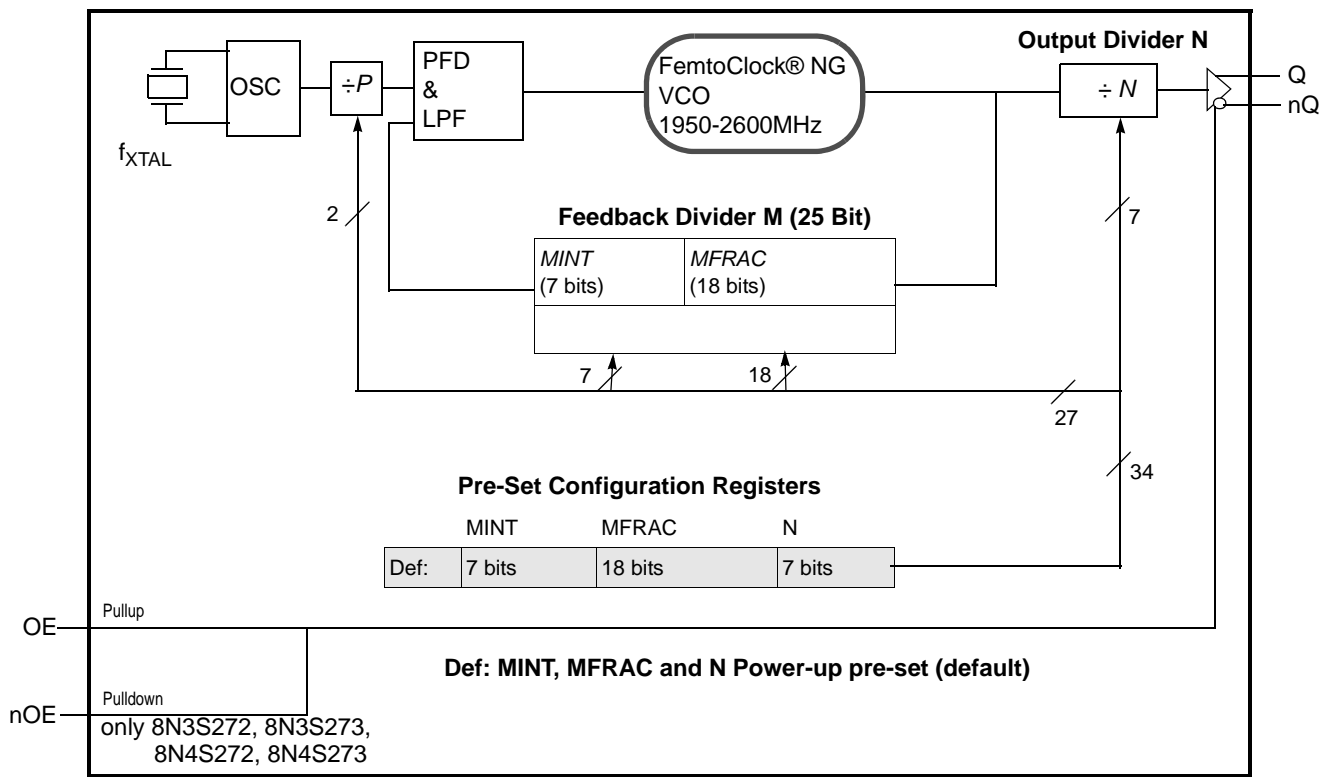 Output Divider N
OSC
÷P
PFD
&
LPF
FemtoClock® NG
VCO
1950-2600MHz
÷ N
Q
nQ
fXTAL
2
7
Feedback Divider M (25 Bit)
MINT
(7 bits)
MFRAC
(18 bits)
7
18
27
34
Pre-Set Configuration Registers
MINT MFRAC N
Def: 7 bits 18 bits 7 bits
Pullup
OE
Def: MINT, MFRAC and N Power-up pre-set (default)
Pulldown
nOE
only 8N3S272, 8N3S273,
8N4S272, 8N4S273